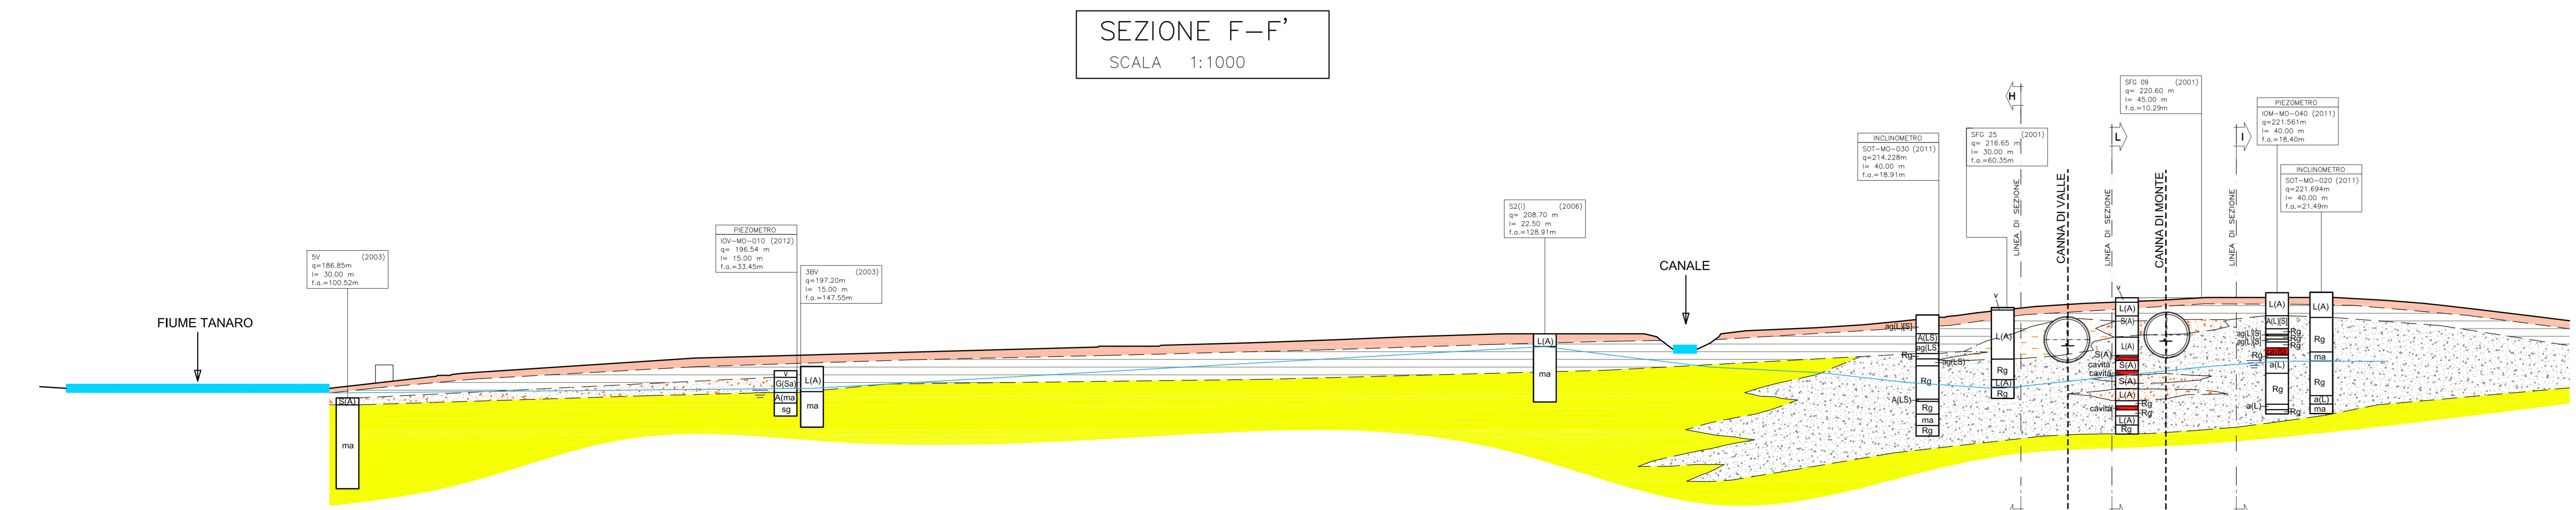 SEZIONE F-F'
SCALA 1:1000
FIUME TANARO
5V (2003)
q=186.85m
l= 30.00 m
f.a.=100.52m
S(A)
ma
PIEZOMETRO
IOV-MO-010 (2012)
q= 196.54 m
l= 15.00 m
f.a.=33.45m
v
G(Sa)
A(ma
sg
3BV (2003)
q=197.20m
l= 15.00 m
f.a.=147.55m
L(A)
ma
S2(i) (2006)
q= 208.70 m
l= 22.50 m
f.a.=128.91m
L(A)
ma
CANALE
INCLINOMETRO
SOT-MO-030 (2011)
q=214.228m
l= 40.00 m
f.a.=18.91m
ag(L)[S]
A(LS)
ag(LS
Rg
ag(LS)
Rg
A(LS)
Rg
ma
Rg
SFG 25 (2001)
q= 216.65 m
l= 30.00 m
f.a.=60.35m
v
L(A)
Rg
L(A)
Rg
H
LINEA DI SEZIONE
CANNA DI VALLE
L
LINEA DI SEZIONE
CANNA DI MONTE
SFG 09 (2001)
q= 220.60 m
l= 45.00 m
f.a.=10.29m
v
L(A)
S(A)
L(A)
S(A)
cavità
S(A)
cavità
S(A)
L(A)
Rg
cavità
Rg
L(A)
Rg
I
LINEA DI SEZIONE
PIEZOMETRO
IOM-MO-040 (2011)
q=221.561m
l= 40.00 m
f.a.=18.40m
L(A)
A(L)[S]
ag(L)[S]
Rg
ag(L)[S]
Rg
Rg
Rg
a(L)
Rg
a(L)
Rg
INCLINOMETRO
SOT-MO-020 (2011)
q=221.694m
l= 40.00 m
f.a.=21.49m
L(A)
Rg
ma
Rg
a(L)
ma